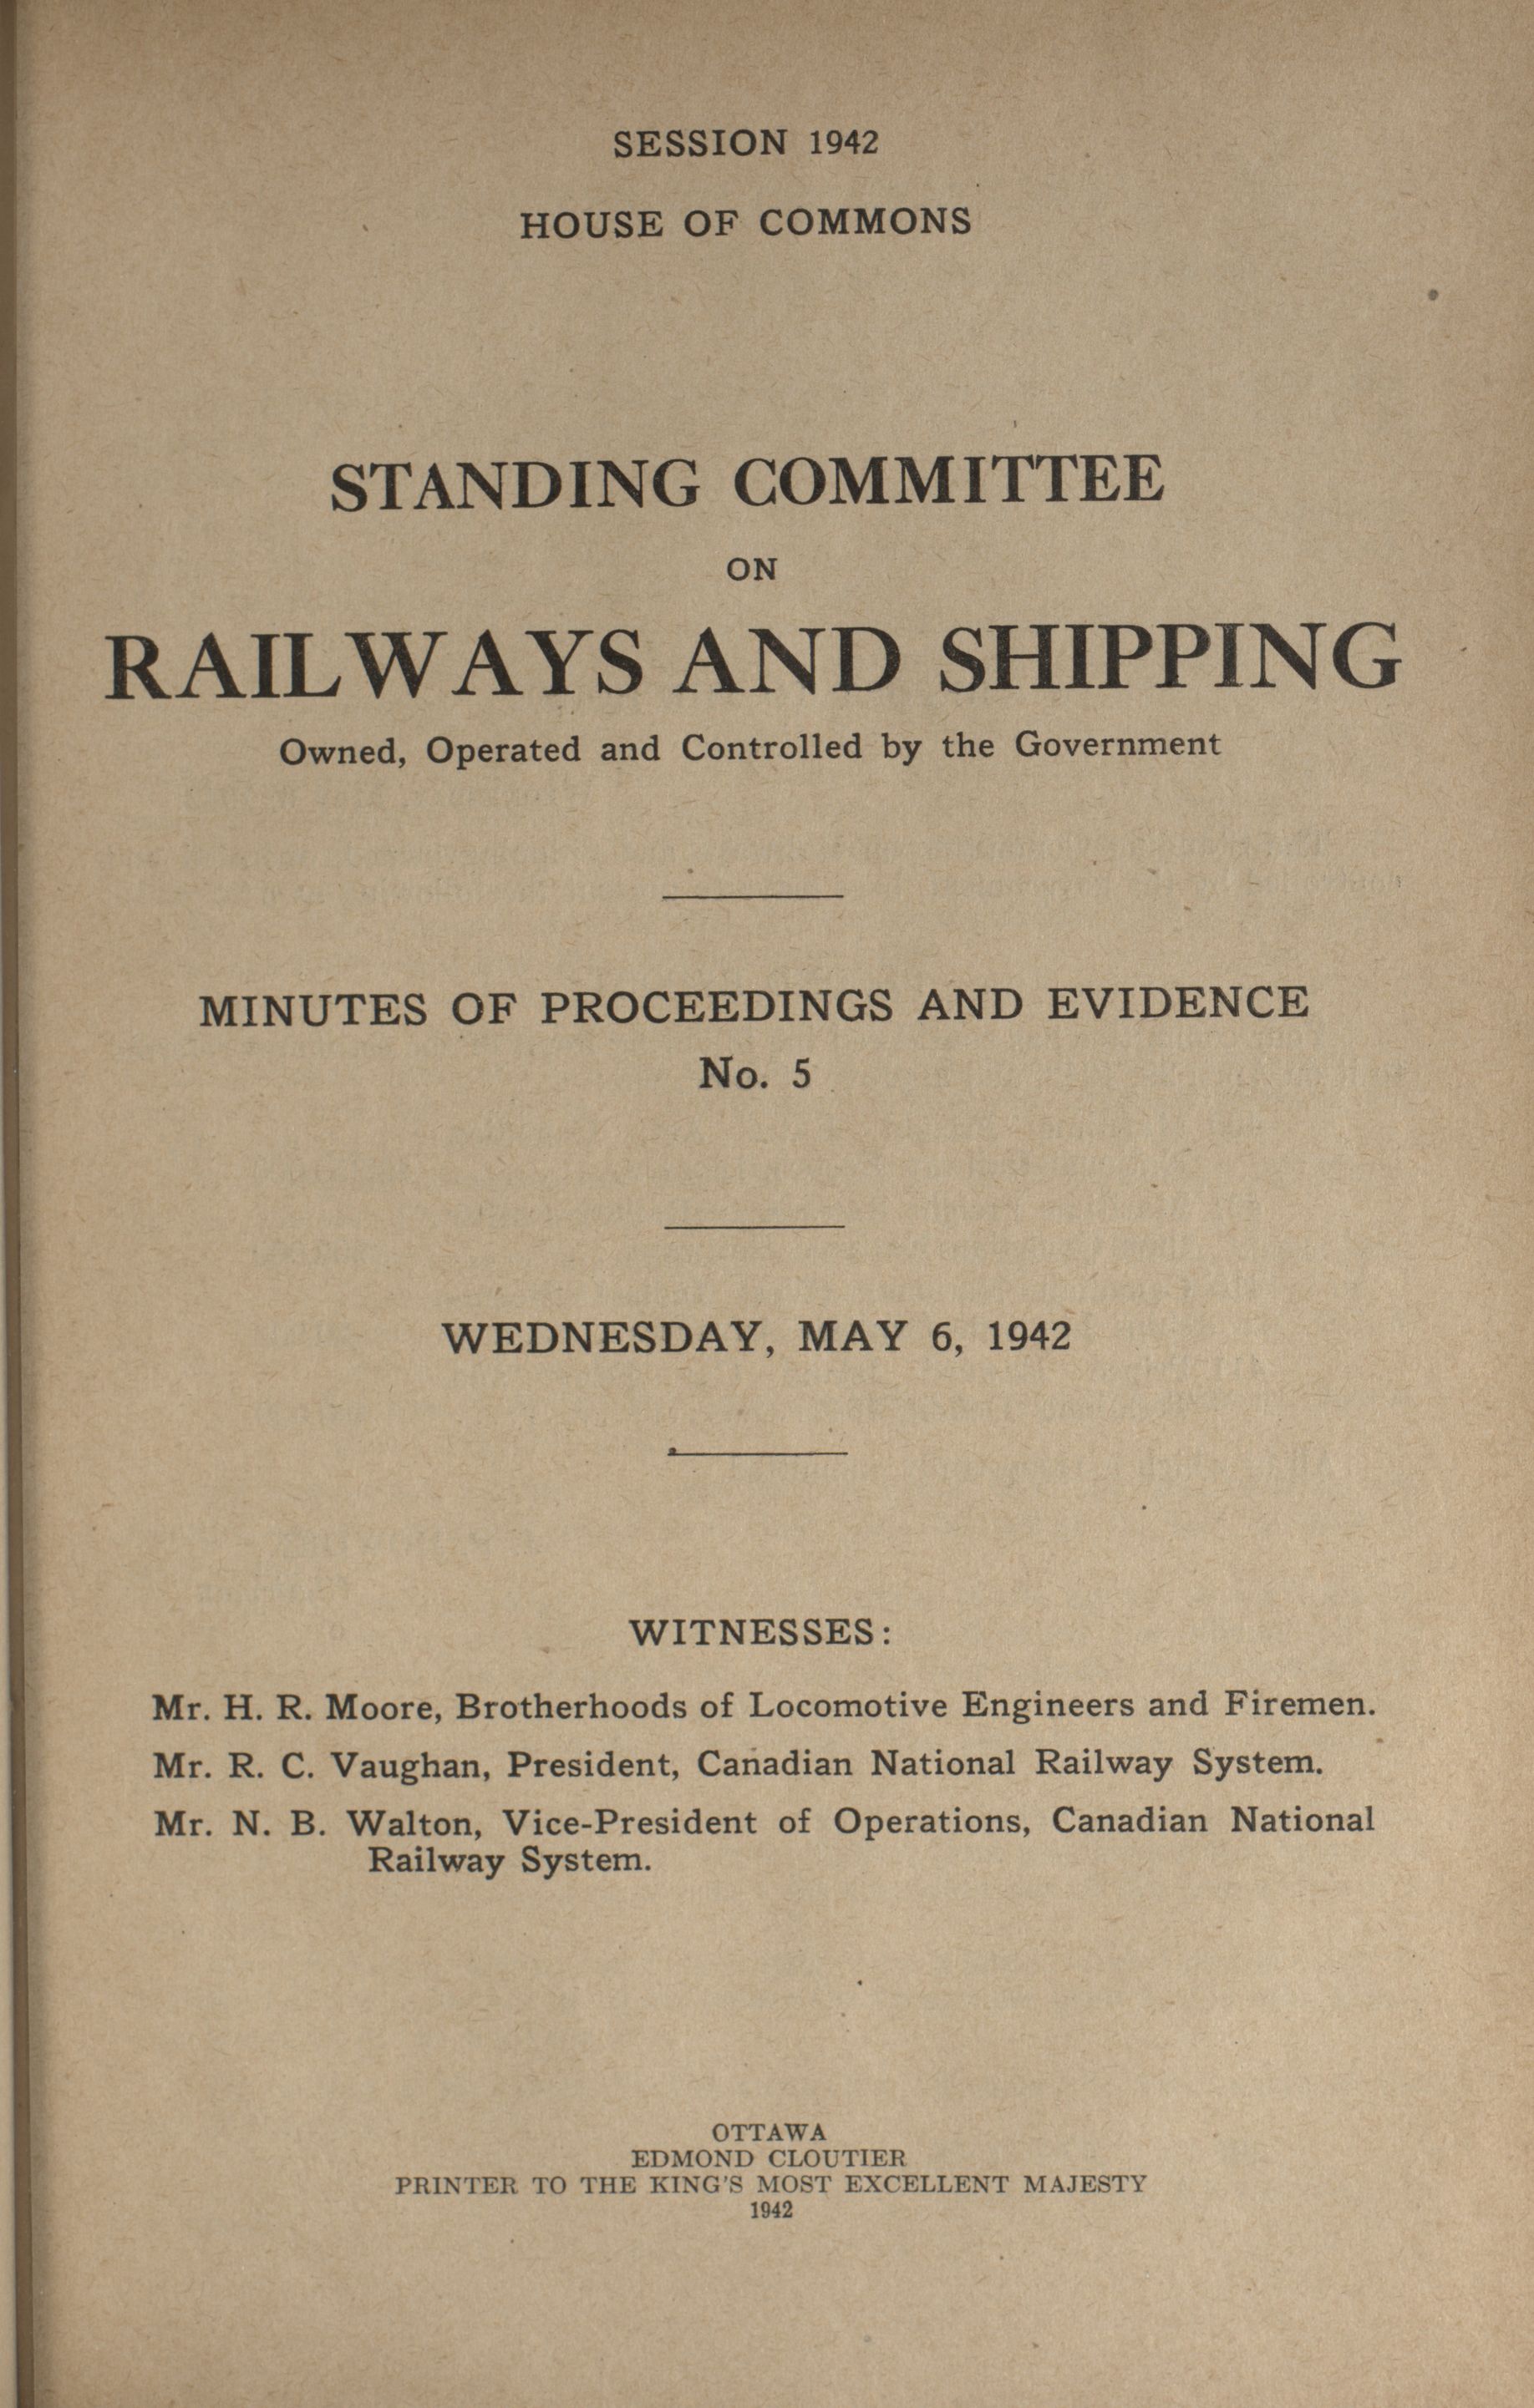 SESSION 1942
HOUSE OF COMMONS
STANDING COMMITTEE
ON
RAILWAYS AND SHIPPING
Owned, Operated and Controlled by the Government
MINUTES OF PROCEEDINGS AND EVIDENCE
No. 5
WEDNESDAY, MAY 6, 1942
WITNESSES:
Mr. H. R. Moore, Brotherhoods of Locomotive Engineers and Firemen.
Mr. R. C. Vaughan, President, Canadian National Railway System.
Mr. N. B. Walton, Vice-President of Operations, Canadian National
Railway System.
OTTAWA
EDMOND CLOUTIER
PRINTER TO THE KING'S MOST EXCELLENT MAJESTY
1942